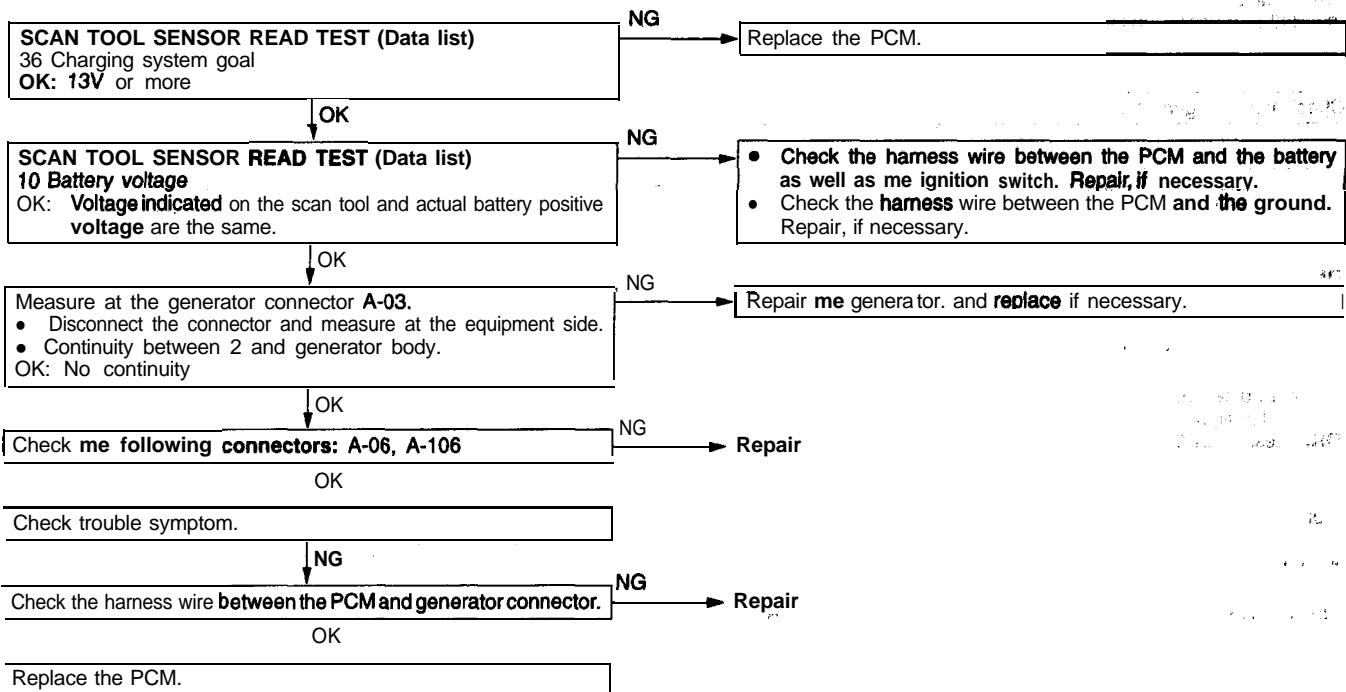 NG
SCAN TOOL SENSOR READ TEST (Data list)
36 Charging system goal
OK: 13V or more
Replace the PCM.
OK
NG
SCAN TOOL SENSOR READ TEST (Data list)
10 Battery voltage
OK: Voltage indicated on the scan tool and actual battery positive
voltage are the same.
● Check the harness wire between the PCM and the battery
as well as me ignition switch. Repair, if necessary.
● Check the harness wire between the PCM and the ground.
Repair, if necessary.
OK
NG
Measure at the generator connector A-03.
● Disconnect the connector and measure at the equipment side.
● Continuity between 2 and generator body.
OK: No continuity
Repair me genera tor. and replace if necessary.
OK
NG
Check me following connectors: A-06, A-106
Repair
OK
Check trouble symptom.
NG
NG
Check the harness wire between the PCM and generator connector.
Repair
OK
Replace the PCM.